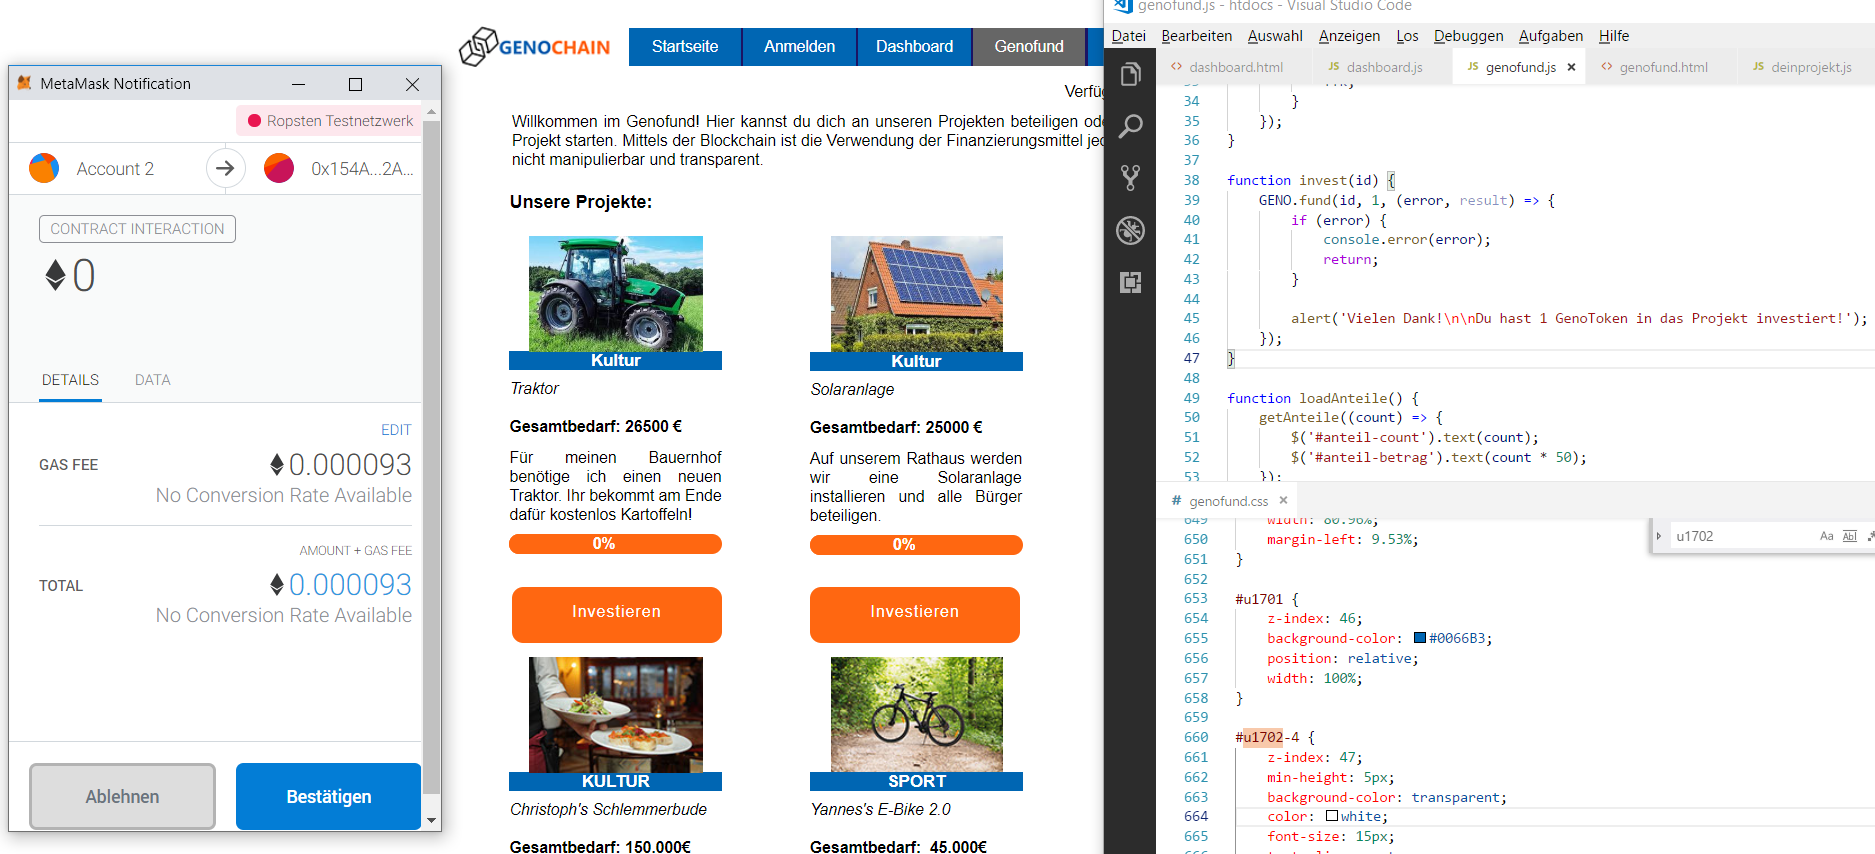 MetaMask Notification
Ropsten Testnetzwerk
Account 2
0x154A...2A...
CONTRACT INTERACTION
0
DETAILS
DATA
EDIT
GAS FEE
0.000093
No Conversion Rate Available
AMOUNT + GAS FEE
TOTAL
0.000093
No Conversion Rate Available
Ablehnen
Bestätigen
GENOCHAIN
Startseite
Anmelden
Dashboard
Genofund
Willkommen im Genofund! Hier kannst du dich an unseren Projekten beteiligen
Projekt starten. Mittels der Blockchain ist die Verwendung der Finanzierungsmittel
nicht manipulierbar und transparent.
Unsere Projekte:
Kultur
Traktor
Gesamtbedarf: 26500 €
Für meinen Bauernhof
benötige ich einen neuen
Traktor. Ihr bekommt am Ende
dafür kostenlos Kartoffeln!
0%
Investieren
Kultur
Solaranlage
Gesamtbedarf: 25000 €
Auf unserem Rathaus werden
wir eine Solaranlage
installieren und alle Bürger
beteiligen.
0%
Investieren
KULTUR
Christoph's Schlemmerbude
Gesamtbedarf: 150.000€
SPORT
Yannes's E-Bike 2.0
Gesamtbedarf: 45.000€
genofund.js - htdocs - Visual Studio Code
Datei Bearbeiten Auswahl Anzeigen Los Debuggen Aufgaben Hilfe
<> dashboard.html
JS dashboard.js
JS genofund.js ×
<> genofund.html
JS deinprojekt.js
34 }
35 });
36 }
37
38 function invest(id) {
39 GENO.fund(id, 1, (error, result) => {
40 if (error) {
41 console.error(error);
42 return;
43 }
44
45 alert('Vielen Dank!\n\nDu hast 1 GenoToken in das Projekt investiert!');
46 });
47 }
48
49 function loadAnteile() {
50 getAnteile((count) => {
51 $('#anteil-count').text(count);
52 $('#anteil-betrag').text(count * 50);
53 });
# genofund.css ×
u1702
Aa Abl
649 width: 80.96%;
650 margin-left: 9.53%;
651 }
652
653 #u1701 {
654 z-index: 46;
655 background-color: #0066B3;
656 position: relative;
657 width: 100%;
658 }
659
660 #u1702-4 {
661 z-index: 47;
662 min-height: 5px;
663 background-color: transparent;
664 color: white;
665 font-size: 15px;